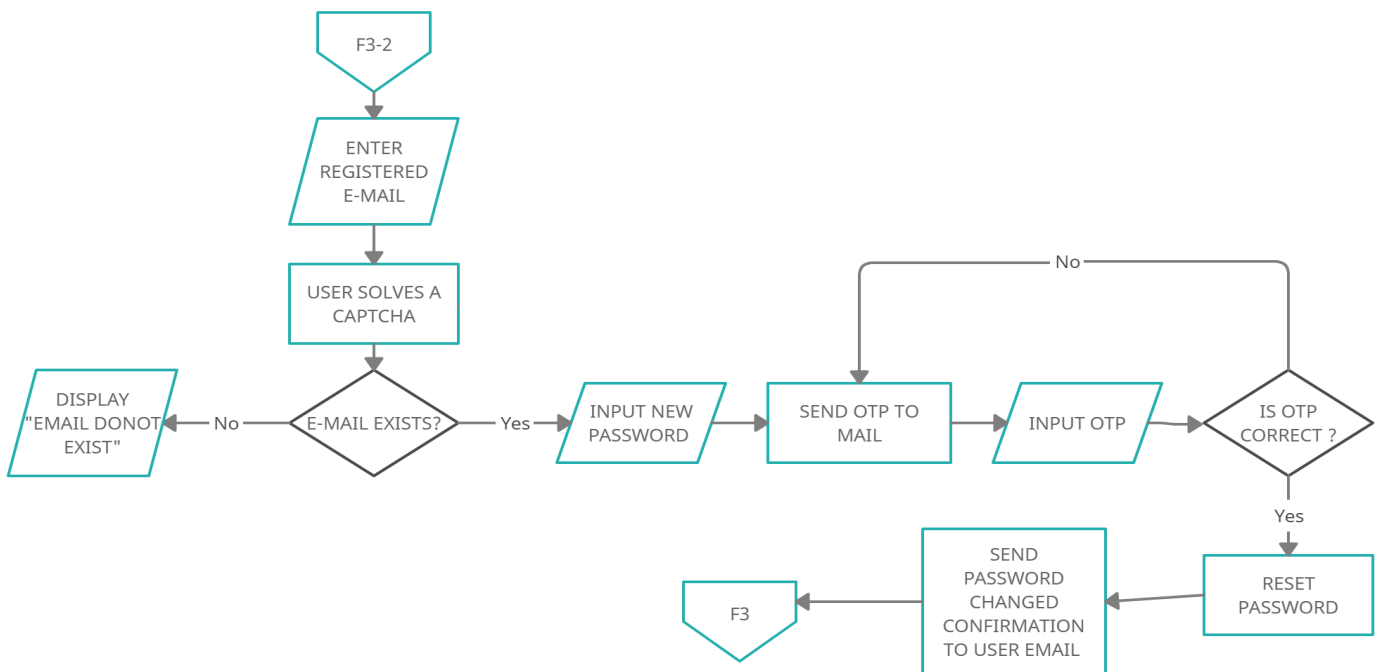 F3-2
ENTER
REGISTERED
E-MAIL
USER SOLVES A
CAPTCHA
E-MAIL EXISTS?
No
DISPLAY
"EMAIL DONOT
EXIST"
Yes
INPUT NEW
PASSWORD
SEND OTP TO
MAIL
INPUT OTP
IS OTP
CORRECT ?
No
Yes
RESET
PASSWORD
SEND
PASSWORD
CHANGED
CONFIRMATION
TO USER EMAIL
F3